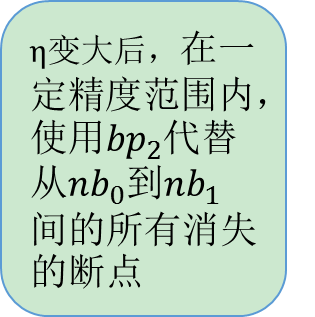 η变大后，在一
定精度范围内，
使用bp₂代替
从nb₀到nb₁
间的所有消失
的断点